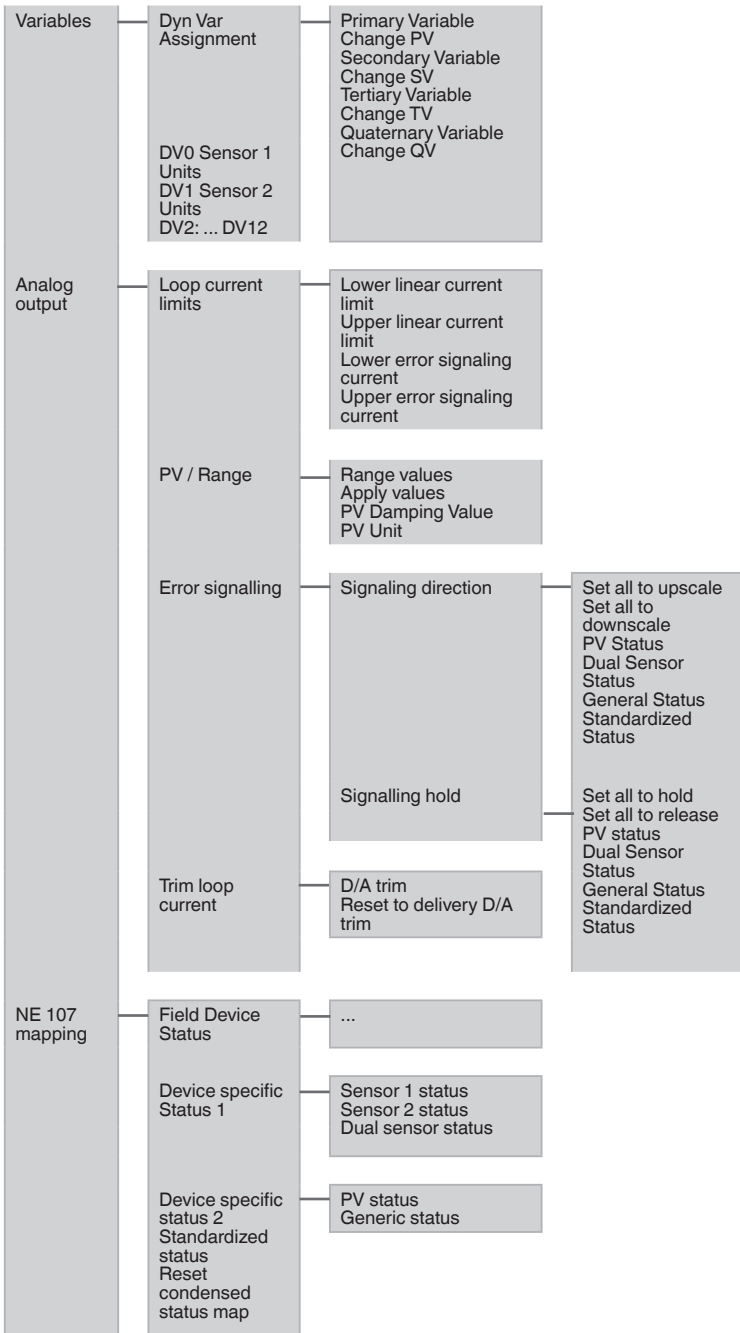 Variables
Dyn Var
Assignment
Primary Variable
Change PV
Secondary Variable
Change SV
Tertiary Variable
Change TV
Quaternary Variable
Change QV
DV0 Sensor 1
Units
DV1 Sensor 2
Units
DV2: ... DV12
Analog
output
Loop current
limits
Lower linear current
limit
Upper linear current
limit
Lower error signaling
current
Upper error signaling
current
PV / Range
Range values
Apply values
PV Damping Value
PV Unit
Error signalling
Signaling direction
Set all to upscale
Set all to
downscale
PV Status
Dual Sensor
Status
General Status
Standardized
Status
Signalling hold
Set all to hold
Set all to release
PV status
Dual Sensor
Status
General Status
Standardized
Status
Trim loop
current
D/A trim
Reset to delivery D/A
trim
NE 107
mapping
Field Device
Status
...
Device specific
Status 1
Sensor 1 status
Sensor 2 status
Dual sensor status
Device specific
status 2
Standardized
status
Reset
condensed
status map
PV status
Generic status